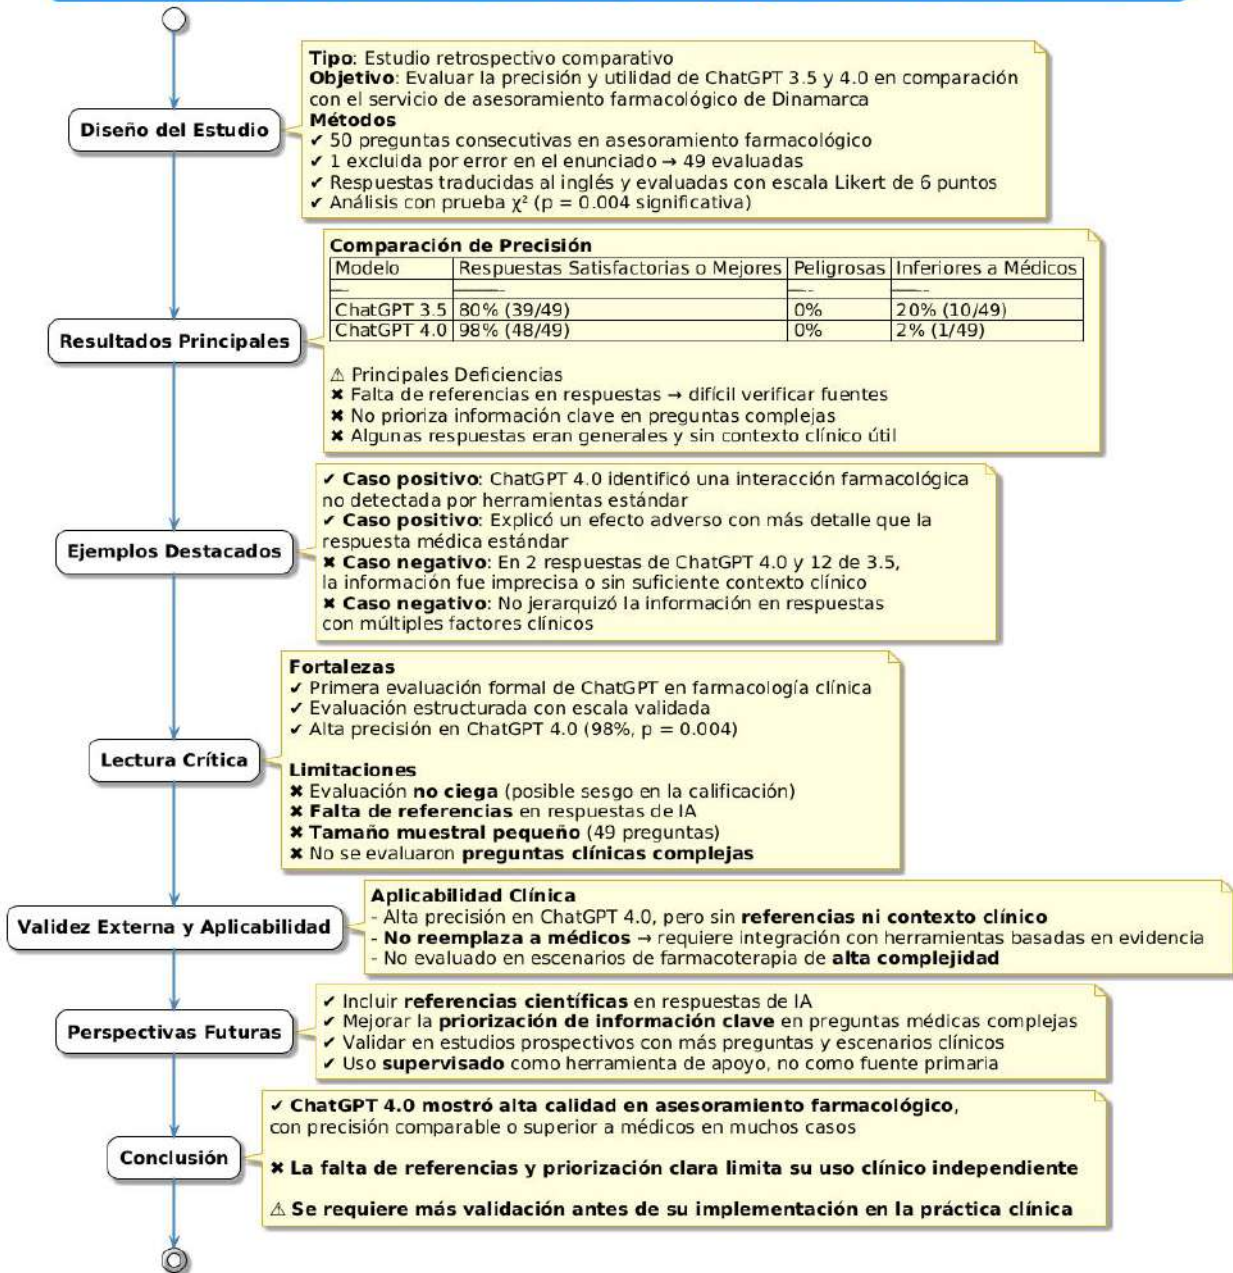 Diseño del Estudio
Tipo: Estudio retrospectivo comparativo
Objetivo: Evaluar la precisión y utilidad de ChatGPT 3.5 y 4.0 en comparación
con el servicio de asesoramiento farmacológico de Dinamarca
Métodos
✔ 50 preguntas consecutivas en asesoramiento farmacológico
✔ 1 excluida por error en el enunciado → 49 evaluadas
✔ Respuestas traducidas al inglés y evaluadas con escala Likert de 6 puntos
✔ Análisis con prueba χ² (p = 0.004 significativa)
Resultados Principales
Comparación de Precisión
Modelo Respuestas Satisfactorias o Mejores Peligrosas Inferiores a Médicos
ChatGPT 3.5 80% (39/49) 0% 20% (10/49)
ChatGPT 4.0 98% (48/49) 0% 2% (1/49)
⚠ Principales Deficiencias
✖ Falta de referencias en respuestas → difícil verificar fuentes
✖ No prioriza información clave en preguntas complejas
✖ Algunas respuestas eran generales y sin contexto clínico útil
Ejemplos Destacados
✔ Caso positivo: ChatGPT 4.0 identificó una interacción farmacológica
no detectada por herramientas estándar
✔ Caso positivo: Explicó un efecto adverso con más detalle que la
respuesta médica estándar
✖ Caso negativo: En 2 respuestas de ChatGPT 4.0 y 12 de 3.5,
la información fue imprecisa o sin suficiente contexto clínico
✖ Caso negativo: No jerarquizó la información en respuestas
con múltiples factores clínicos
Lectura Crítica
Fortalezas
✔ Primera evaluación formal de ChatGPT en farmacología clínica
✔ Evaluación estructurada con escala validada
✔ Alta precisión en ChatGPT 4.0 (98%, p = 0.004)
Limitaciones
✖ Evaluación no ciega (posible sesgo en la calificación)
✖ Falta de referencias en respuestas de IA
✖ Tamaño muestral pequeño (49 preguntas)
✖ No se evaluaron preguntas clínicas complejas
Validez Externa y Aplicabilidad
Aplicabilidad Clínica
- Alta precisión en ChatGPT 4.0, pero sin referencias ni contexto clínico
- No reemplaza a médicos → requiere integración con herramientas basadas en evidencia
- No evaluado en escenarios de farmacoterapia de alta complejidad
Perspectivas Futuras
✔ Incluir referencias científicas en respuestas de IA
✔ Mejorar la priorización de información clave en preguntas médicas complejas
✔ Validar en estudios prospectivos con más preguntas y escenarios clínicos
✔ Uso supervisado como herramienta de apoyo, no como fuente primaria
Conclusión
✔ ChatGPT 4.0 mostró alta calidad en asesoramiento farmacológico,
con precisión comparable o superior a médicos en muchos casos
✖ La falta de referencias y priorización clara limita su uso clínico independiente
⚠ Se requiere más validación antes de su implementación en la práctica clínica